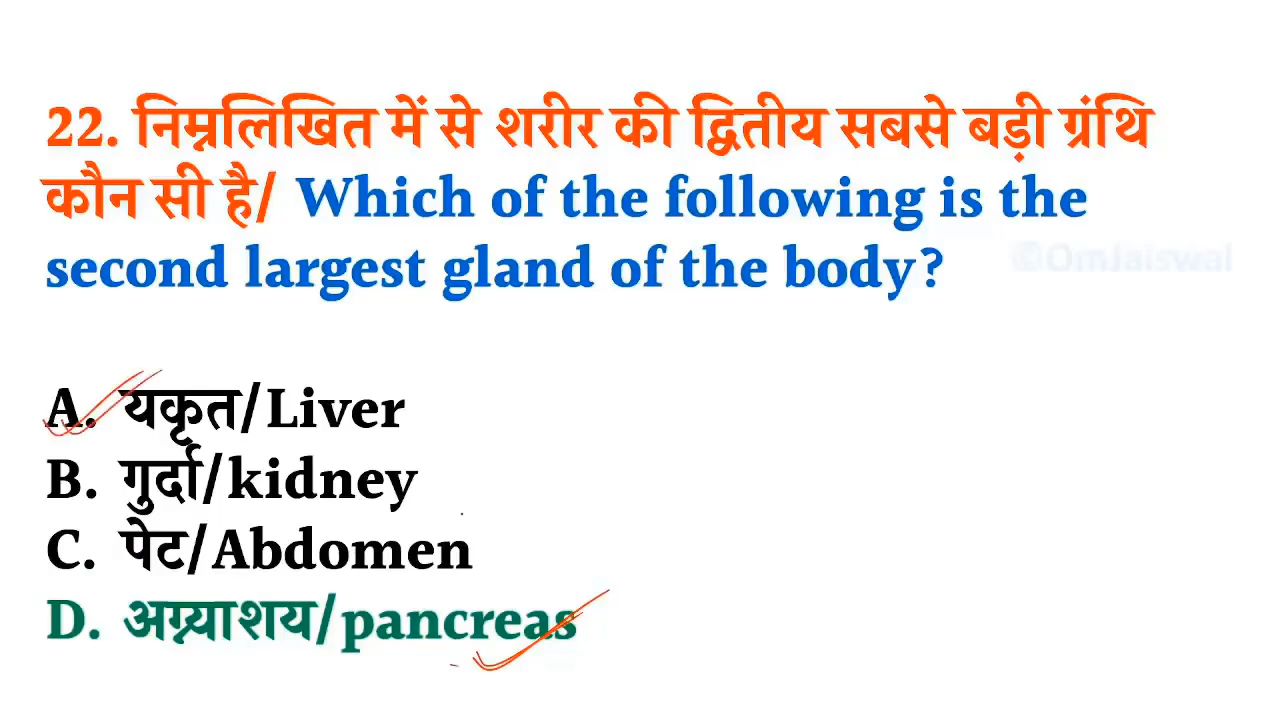 22. निम्नलिखित में से शरीर की द्वितीय सबसे बड़ी ग्रंथि
कौन सी है/ Which of the following is the
second largest gland of the body?
©OmJaiswal
A. यकृत/Liver
B. गुर्दा/kidney
C. पेट/Abdomen
D. अग्न्याशय/pancreas